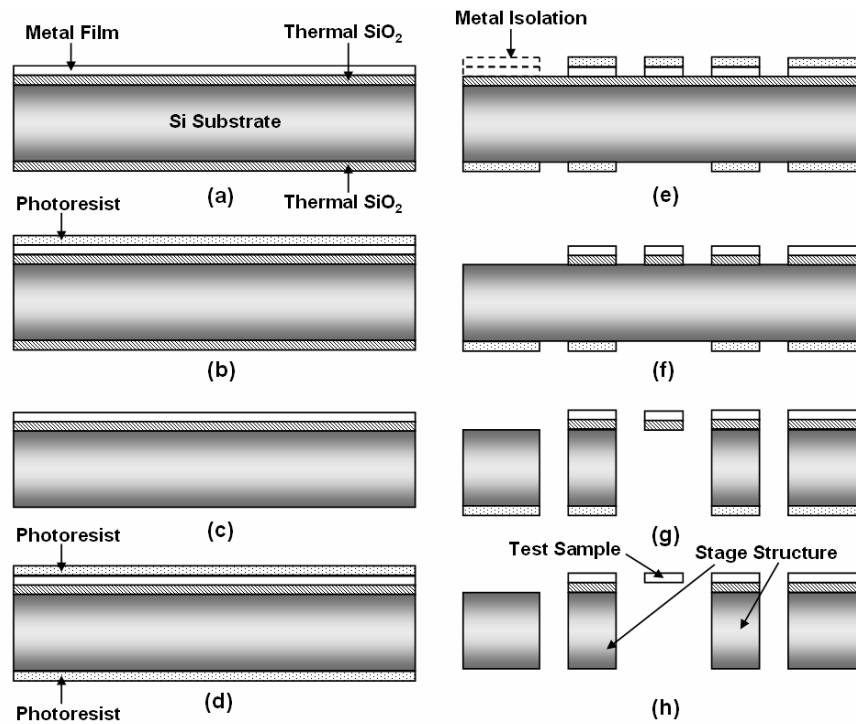 Metal Film
Thermal SiO₂
Si Substrate
(a)
Thermal SiO₂
Photoresist
(b)
(c)
Photoresist
(d)
Photoresist
Metal Isolation
(e)
(f)
(g)
Test Sample
Stage Structure
(h)